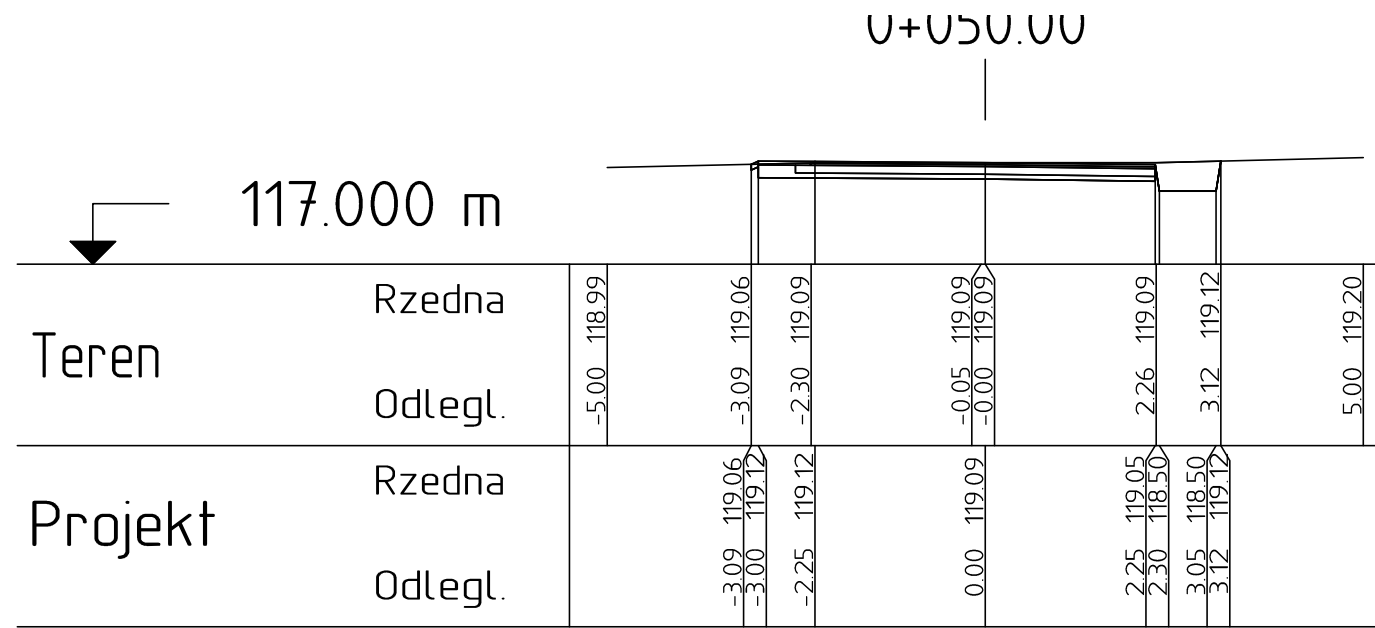 0+050.00
117.000 m
Teren
Rzedna
118.99 119.06 119.09 119.09 119.09 119.09 119.12 119.20
Odlegl.
-5.00 -3.09 -2.30 -0.05 -0.00 2.26 3.12 5.00
Projekt
Rzedna
119.06 119.12 119.12 119.09 119.05 118.50 118.50 119.12
Odlegl.
-3.09 -3.00 -2.25 0.00 2.25 2.30 3.05 3.12